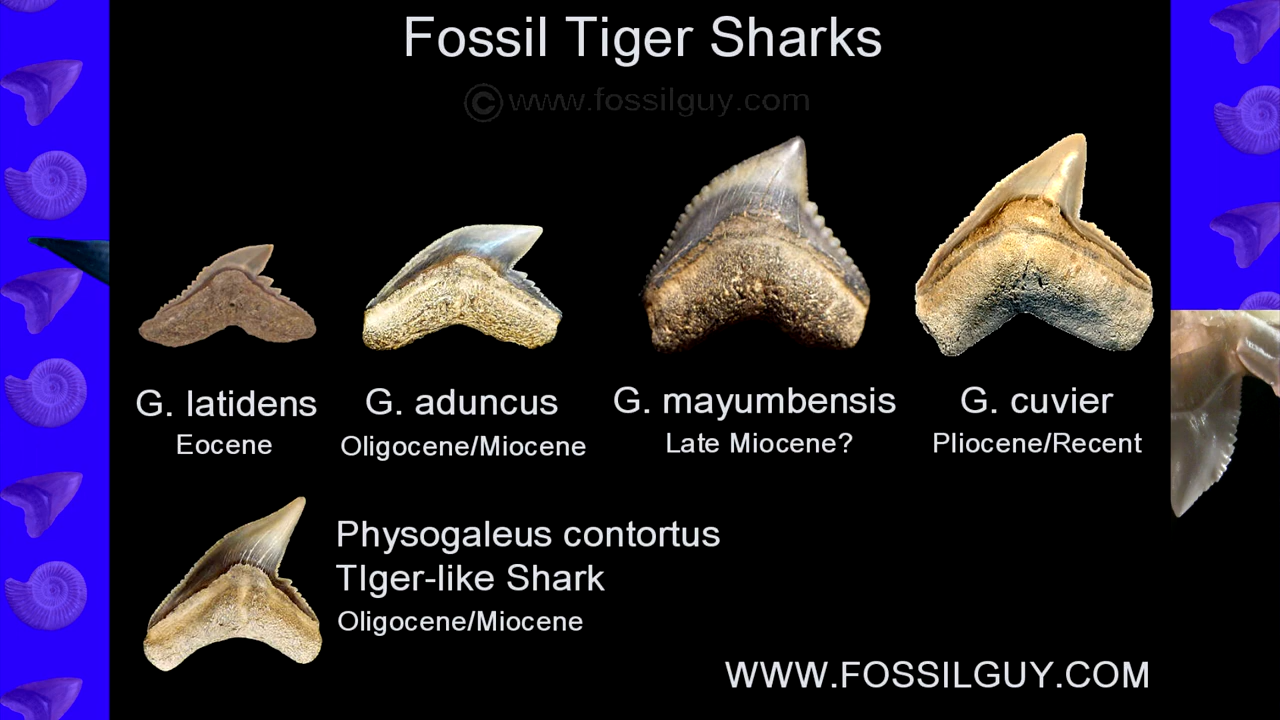 Fossil Tiger Sharks
©www.fossilguy.com
G. latidens
Eocene
G. aduncus
Oligocene/Miocene
G. mayumbensis
Late Miocene?
G. cuvier
Pliocene/Recent
Physogaleus contortus
TIger-like Shark
Oligocene/Miocene
WWW.FOSSILGUY.COM